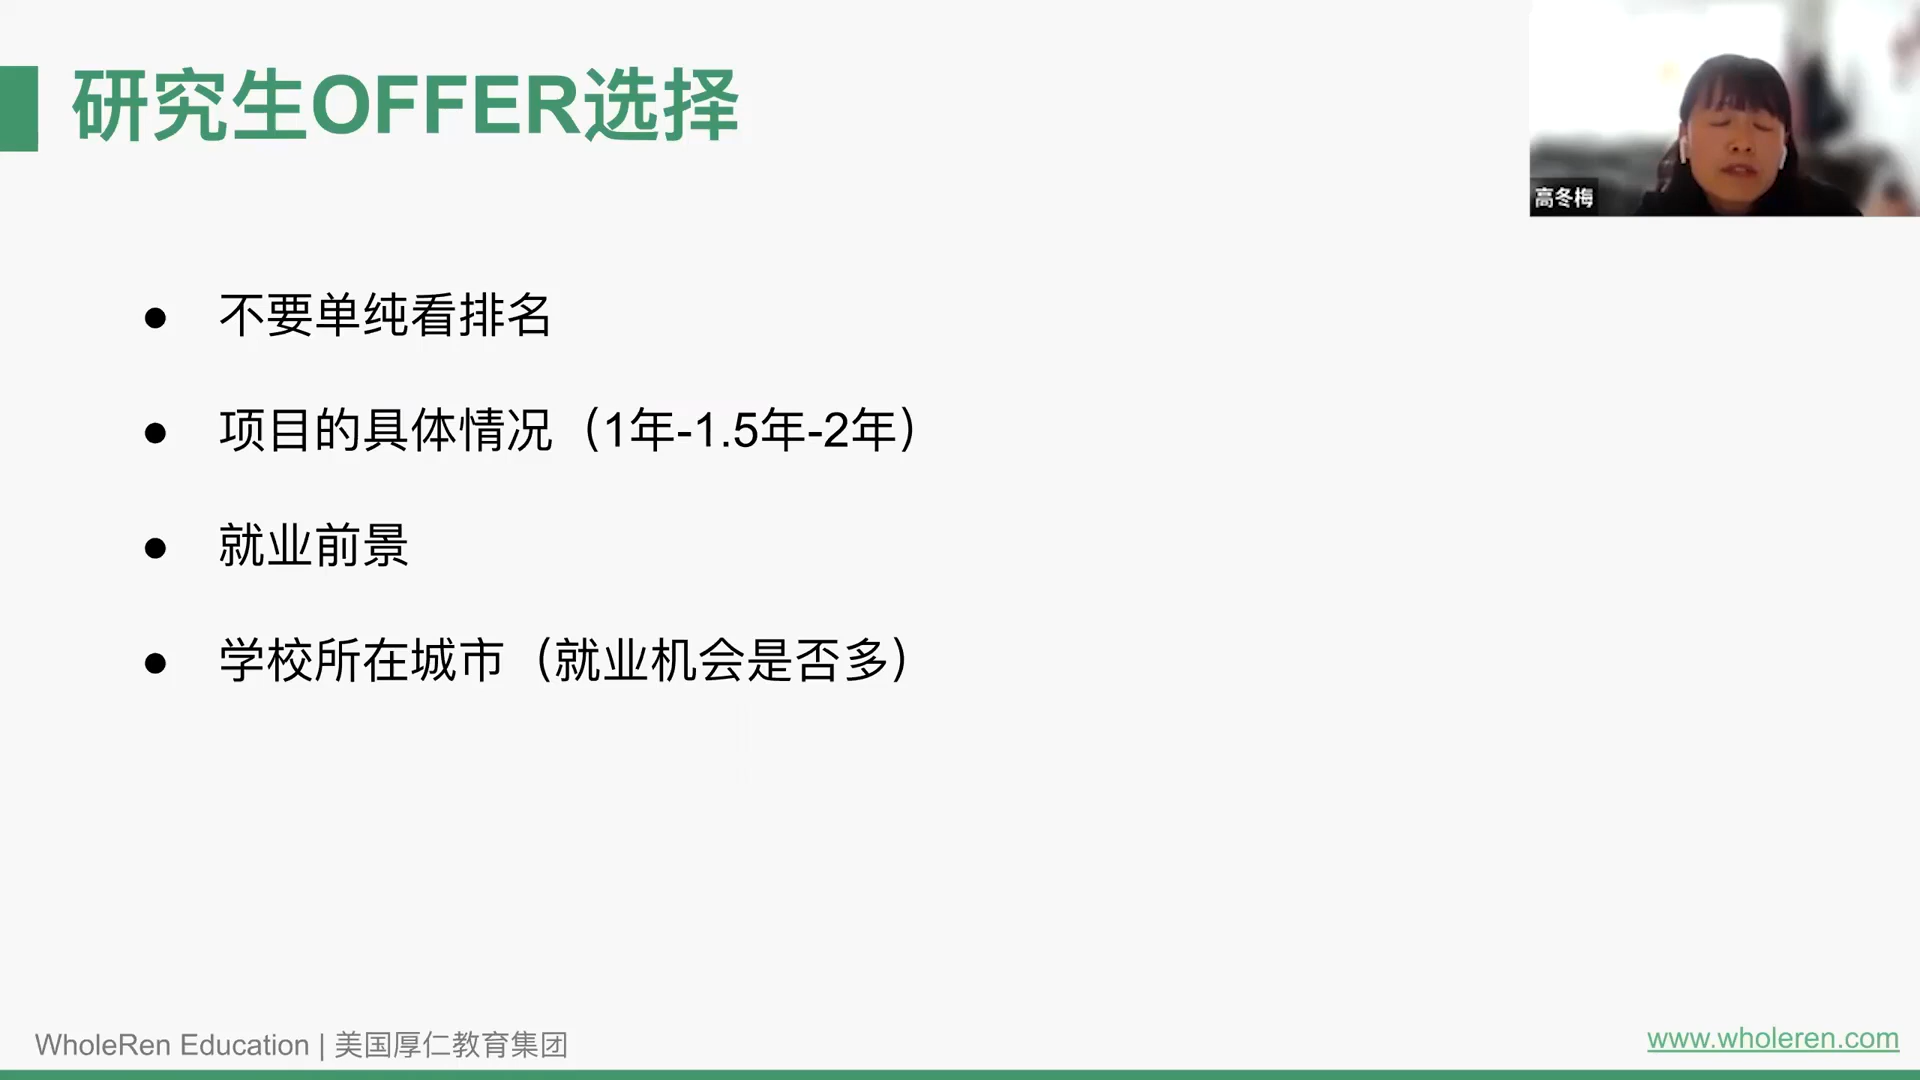 研究生OFFER选择
高冬梅
● 不要单纯看排名
● 项目的具体情况（1年-1.5年-2年）
● 就业前景
● 学校所在城市（就业机会是否多）
WholeRen Education | 美国厚仁教育集团
www.wholeren.com